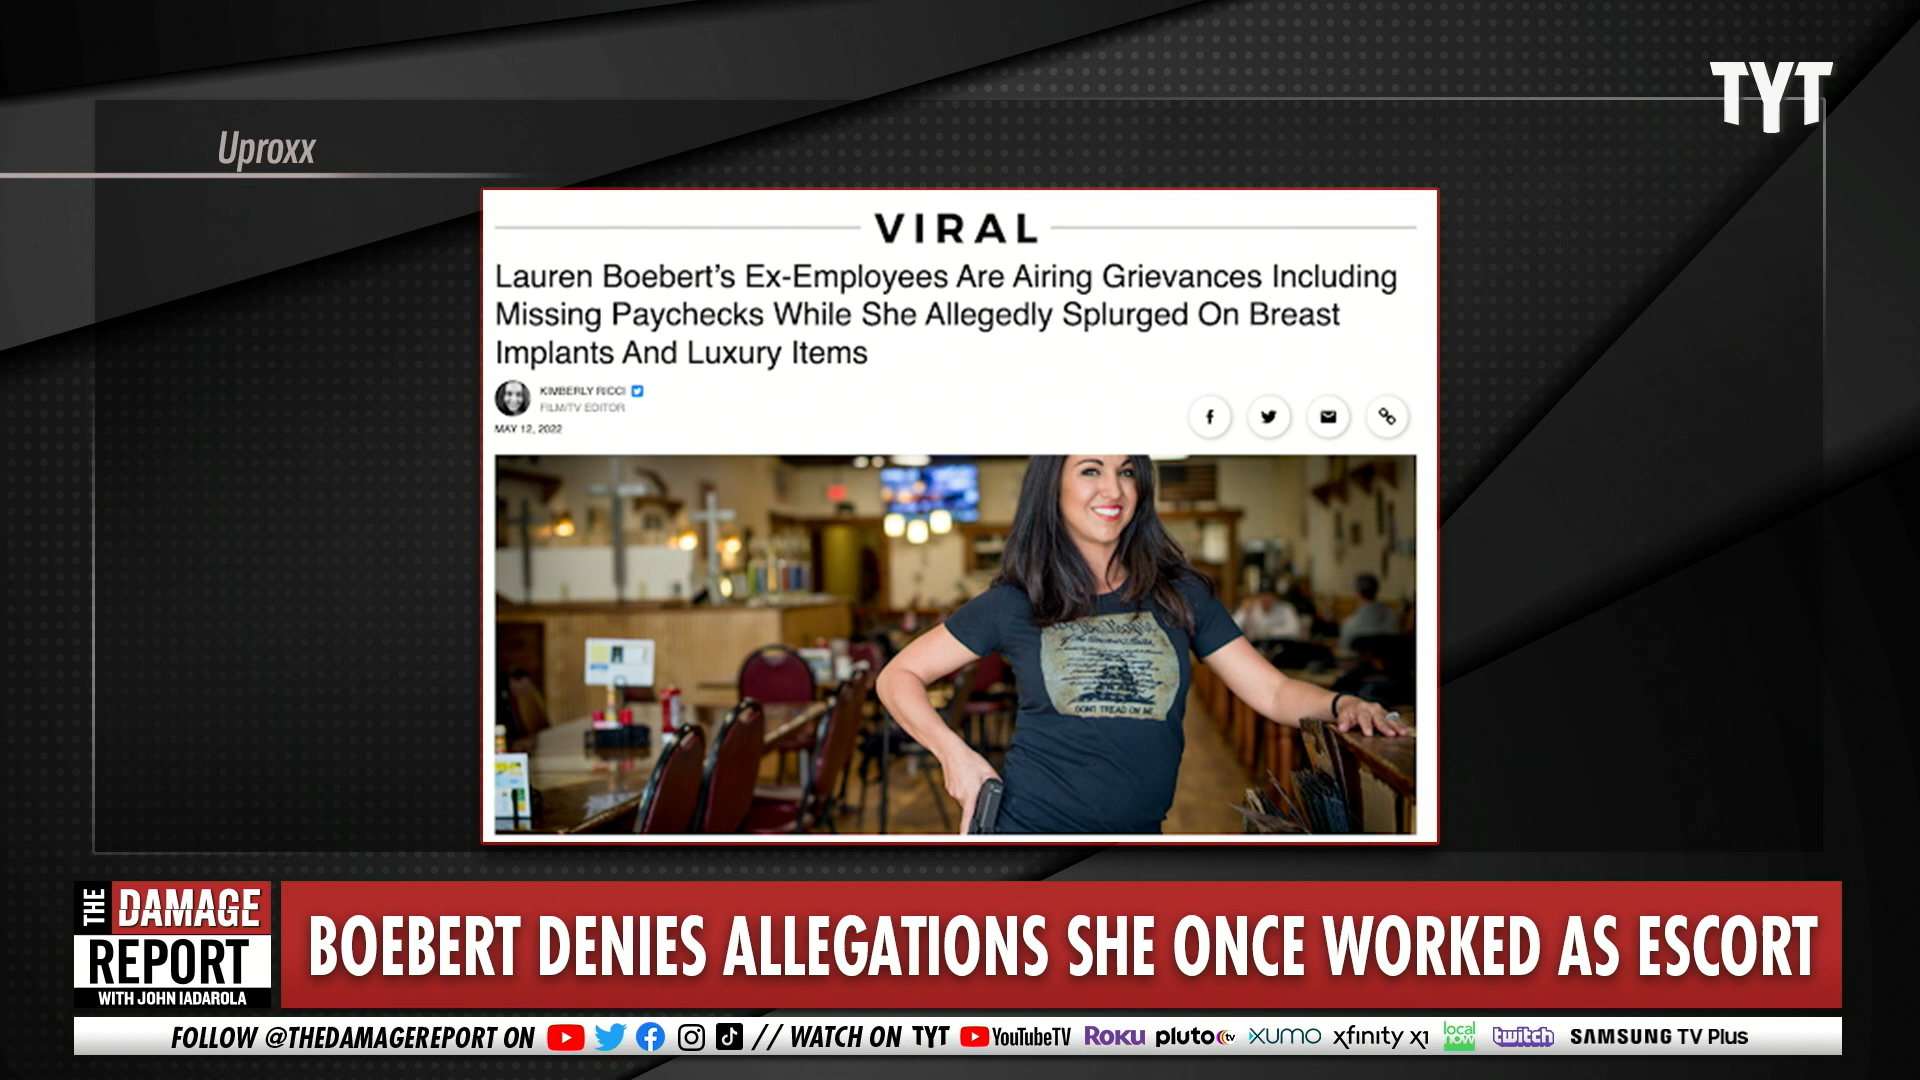 TYT
Uproxx
VIRAL
Lauren Boebert's Ex-Employees Are Airing Grievances Including
Missing Paychecks While She Allegedly Splurged On Breast
Implants And Luxury Items
KIMBERLY RICCI
FILM/TV EDITOR
MAY 12, 2022
DON'T TREAD ON ME
THE DAMAGE
REPORT
WITH JOHN IADAROLA
BOEBERT DENIES ALLEGATIONS SHE ONCE WORKED AS ESCORT
FOLLOW @THEDAMAGEREPORT ON // WATCH ON TYT YouTubeTV Roku pluto tv xumo xfinity x1 local now twitch SAMSUNG TV Plus